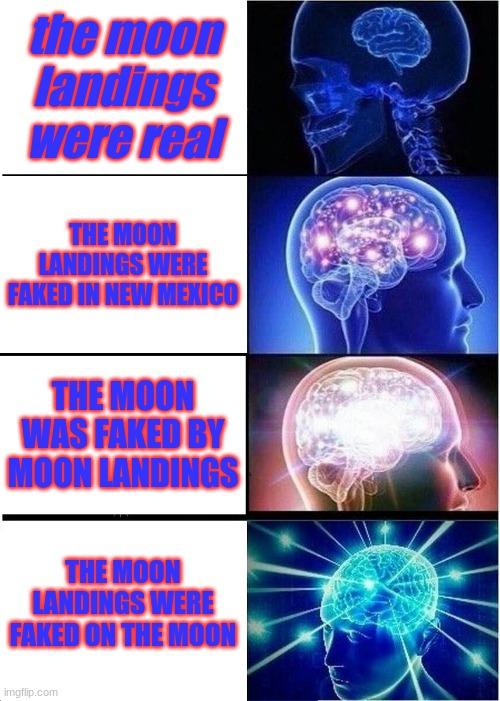 the moon
landings
were real
THE MOON
LANDINGS WERE
FAKED IN NEW MEXICO
THE MOON
WAS FAKED BY
MOON LANDINGS
THE MOON
LANDINGS WERE
FAKED ON THE MOON
imgflip.com